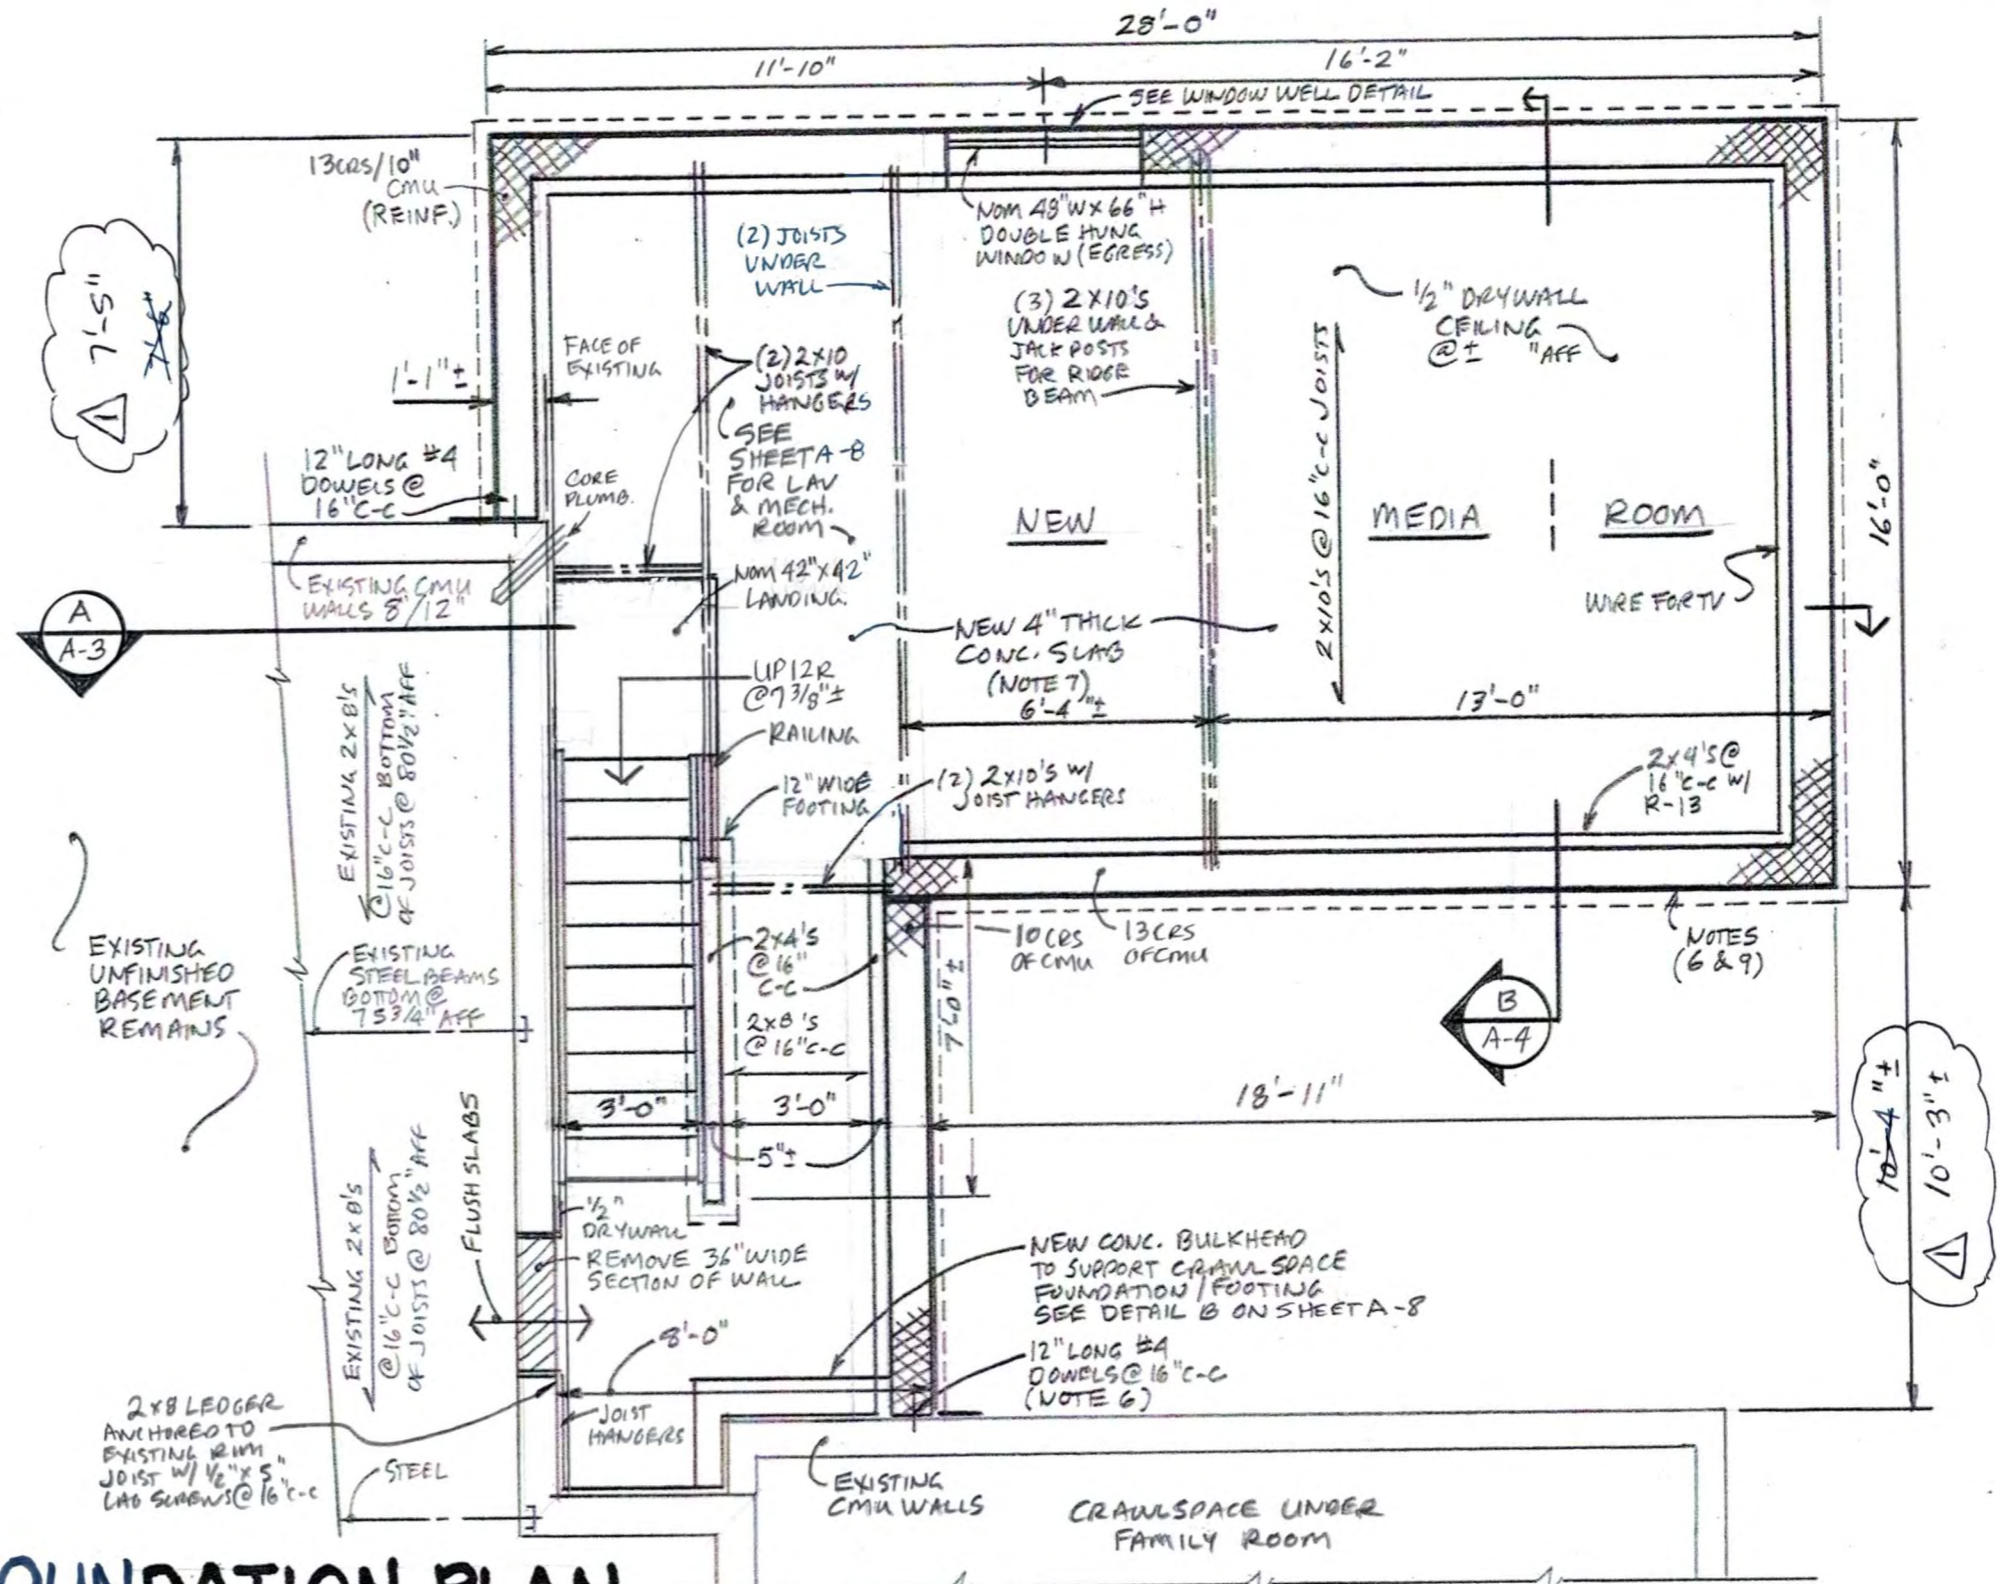 28'-0"
11'-10"
16'-2"
SEE WINDOW WELL DETAIL
13CRS/10"
CMU
(REINF.)
7'-5"
7'-6"
1
1'-1"±
FACE OF
EXISTING
(2) JOISTS
UNDER
WALL
NOM 48"W X 66"H
DOUBLE HUNG
WINDOW (EGRESS)
(3) 2X10'S
UNDER WALL &
JACK POSTS
FOR RIDGE
BEAM
2X10'S @ 16"C-C JOISTS
1/2" DRYWALL
CEILING
@ ± "AFF
(2) 2X10
JOISTS W/
HANGERS
SEE
SHEET A-8
FOR LAV
& MECH.
ROOM
12" LONG #4
DOWELS @
16"C-C
CORE
PLUMB.
NEW
MEDIA
ROOM
16'-0"
EXISTING CMU
WALLS 8"/12"
NOM 42"X42"
LANDING.
WIRE FOR TV
A
A-3
NEW 4" THICK
CONC. SLAB
(NOTE 7)
UP 12R
@ 7 3/8"±
RAILING
6'-4"±
13'-0"
EXISTING 2X8'S
@ 16"C-C BOTTOM
OF JOISTS @ 80 1/2" AFF
12" WIDE
FOOTING
(2) 2X10'S W/
JOIST HANGERS
2X4'S @
16"C-C W/
R-13
EXISTING
UNFINISHED
BASEMENT
REMAINS
EXISTING
STEEL BEAMS
BOTTOM @
75 3/4" AFF
2X4'S
@ 16"
C-C
2X8'S
@ 16"C-C
10 CRS
OF CMU
13 CRS
OF CMU
7'-0"±
NOTES
(6 & 9)
B
A-4
18'-11"
10'-4"±
10'-3"±
1
3'-0"
3'-0"
5"±
FLUSH SLABS
EXISTING 2X8'S
@ 16"C-C BOTTOM
OF JOISTS @ 80 1/2" AFF
1/2"
DRYWALL
REMOVE 36" WIDE
SECTION OF WALL
NEW CONC. BULKHEAD
TO SUPPORT CRAWL SPACE
FOUNDATION/FOOTING
SEE DETAIL B ON SHEET A-8
8'-0"
12" LONG #4
DOWELS @ 16"C-C
(NOTE 6)
2X8 LEDGER
ANCHORED TO
EXISTING RIM
JOIST W/ 1/2" X 5"
LAG SCREWS @ 16"C-C
JOIST
HANGERS
STEEL
EXISTING
CMU WALLS
CRAWLSPACE UNDER
FAMILY ROOM
OUNDATION PLAN